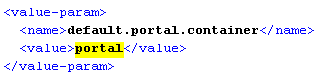 <value-param>
<name>default.portal.container</name>
<value>portal</value>
</value-param>